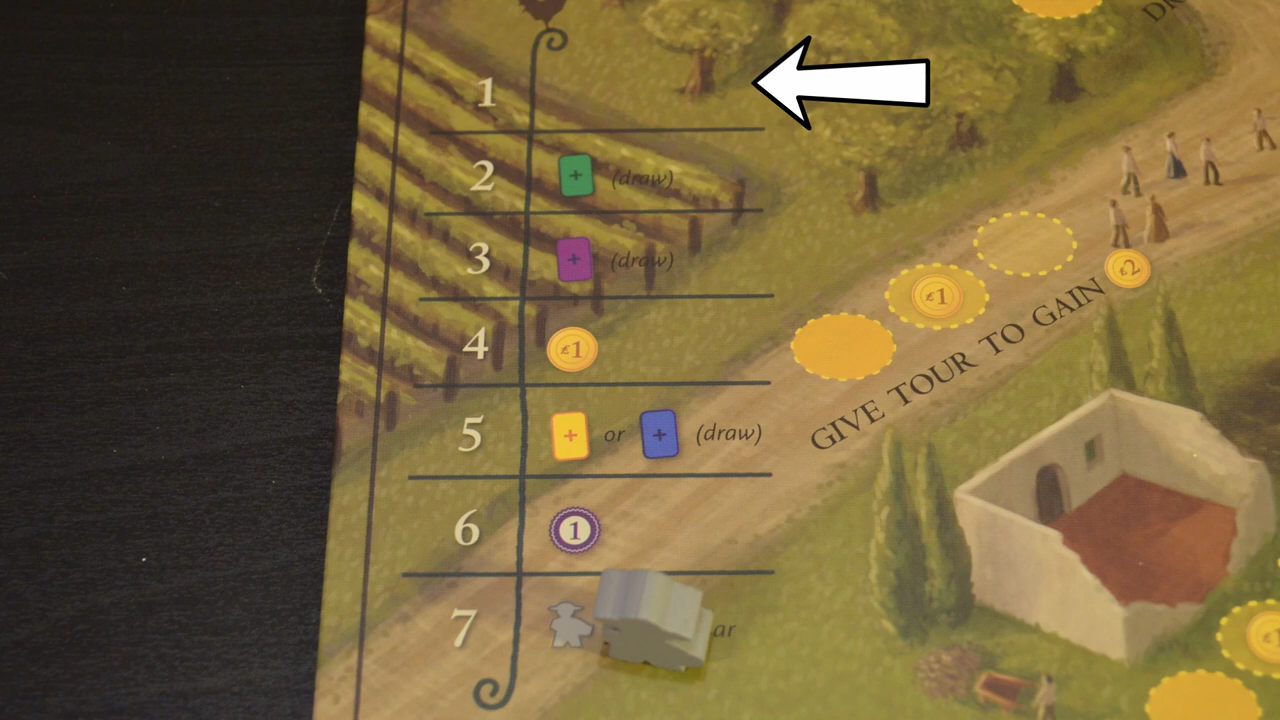 1
2 + (draw)
3 + (draw)
4 £1
5 + or + (draw)
6 1
7
£1
GIVE TOUR TO GAIN £2